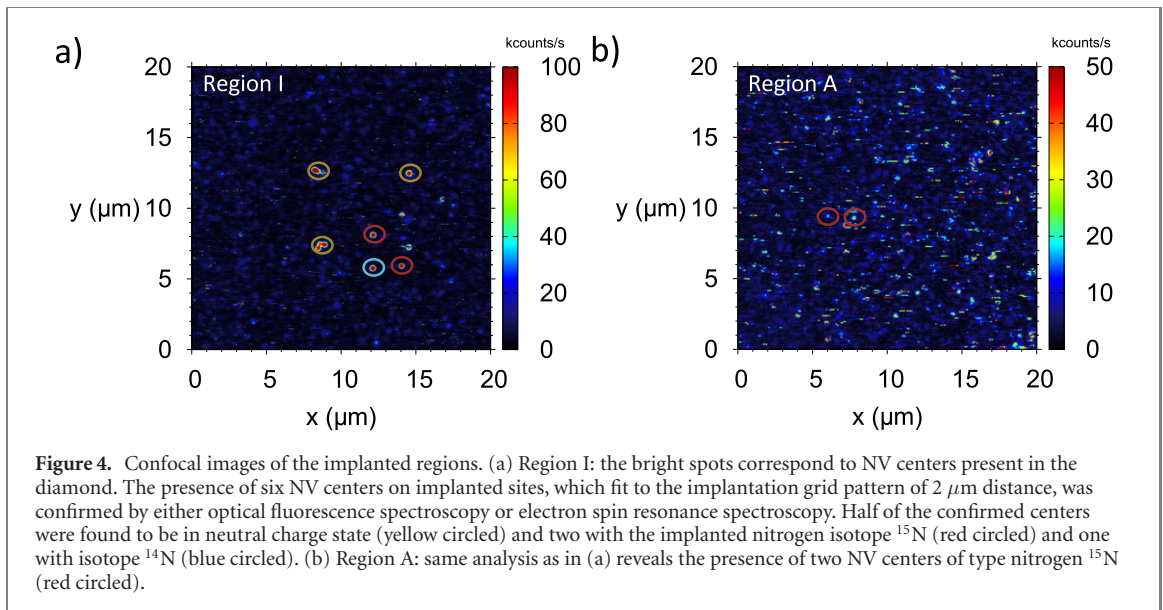 a)
kcounts/s
b)
kcounts/s
20
Region I
100
20
Region A
50
15
80
15
40
y (μm)
10
60
y (μm)
10
30
40
20
5
20
5
10
0
0
0
0
0
5
10
15
20
0
5
10
15
20
x (μm)
x (μm)
Figure 4. Confocal images of the implanted regions. (a) Region I: the bright spots correspond to NV centers present in the
diamond. The presence of six NV centers on implanted sites, which fit to the implantation grid pattern of 2 μm distance, was
confirmed by either optical fluorescence spectroscopy or electron spin resonance spectroscopy. Half of the confirmed centers
were found to be in neutral charge state (yellow circled) and two with the implanted nitrogen isotope ¹⁵N (red circled) and one
with isotope ¹⁴N (blue circled). (b) Region A: same analysis as in (a) reveals the presence of two NV centers of type nitrogen ¹⁵N
(red circled).